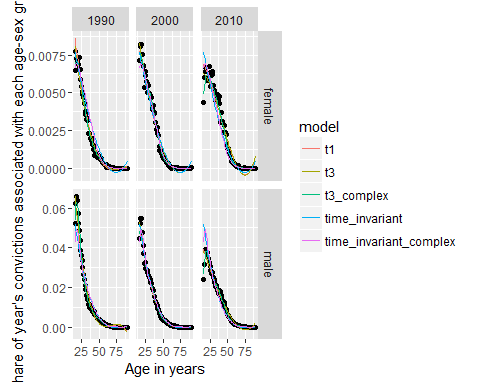 1990 2000 2010
0.0075
0.0050
0.0025
0.0000
female
0.06
0.04
0.02
0.00
male
25 50 75 25 50 75 25 50 75
Age in years
hare of year's convictions associated with each age-sex gr
model
t1
t3
t3_complex
time_invariant
time_invariant_complex